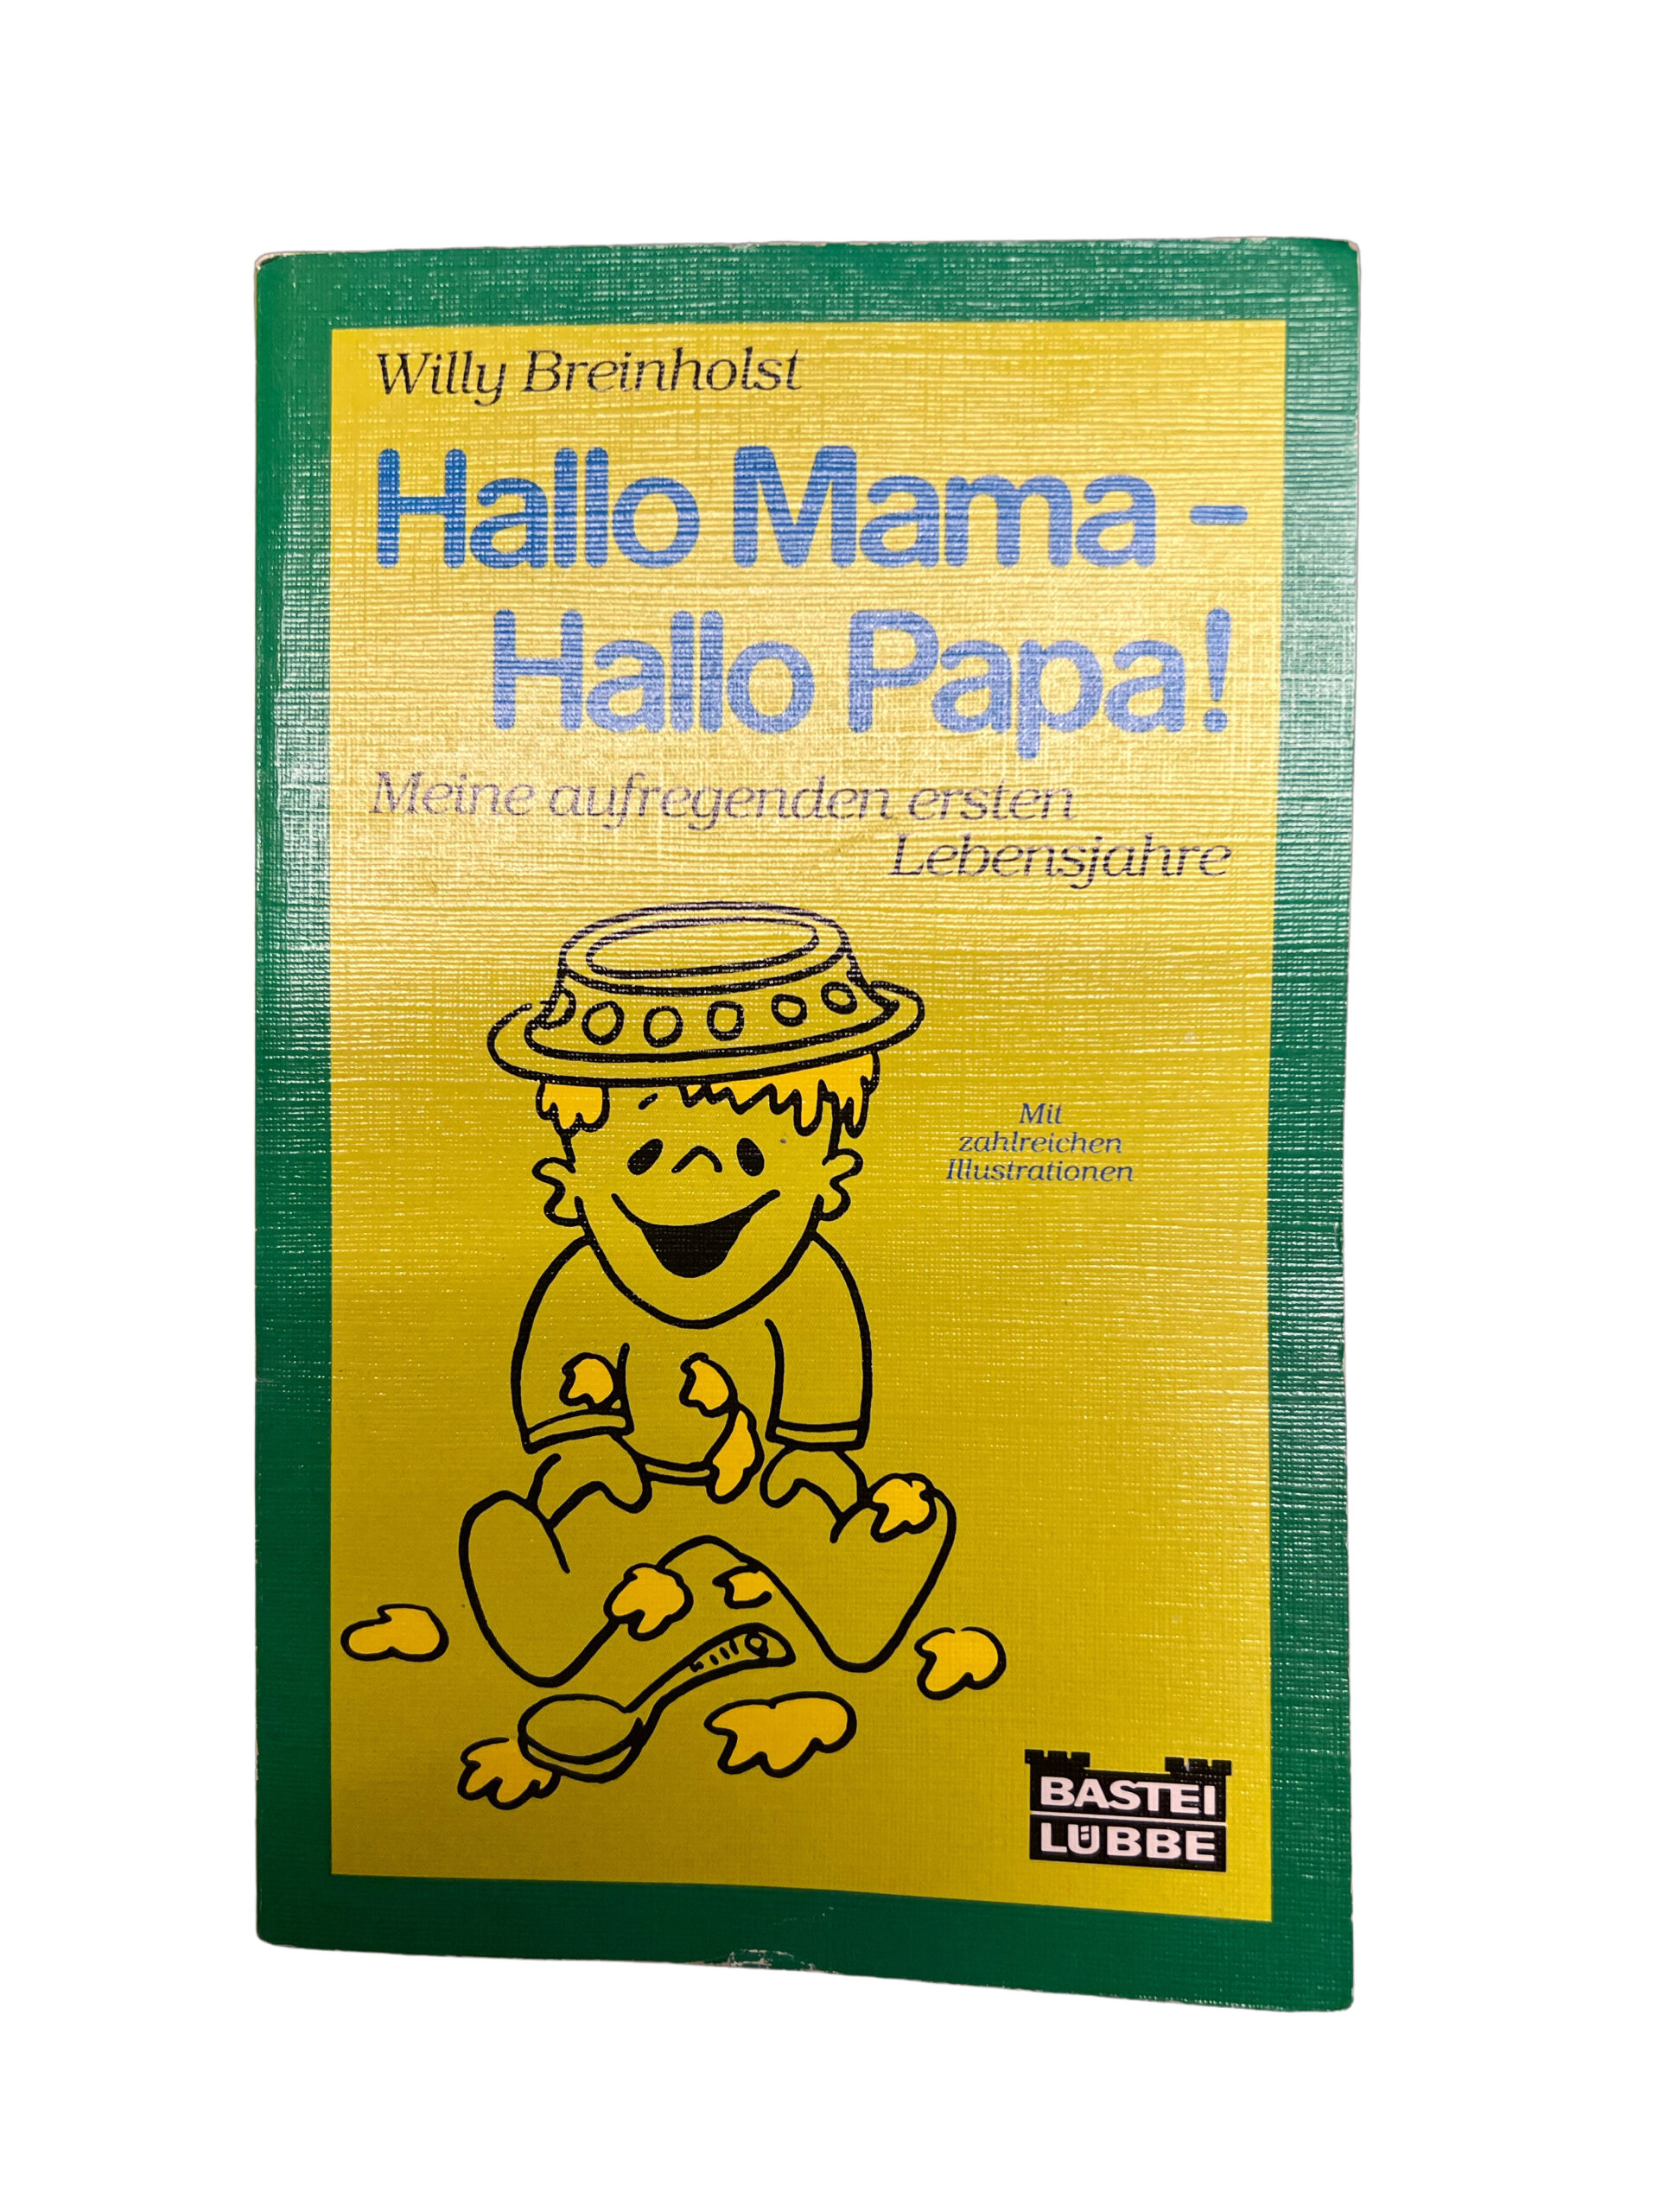 Willy Breinholst
Hallo Mama -
Hallo Papa!
Meine aufregenden ersten
Lebensjahre
Mit
zahlreichen
Illustrationen
BASTEI
LÜBBE